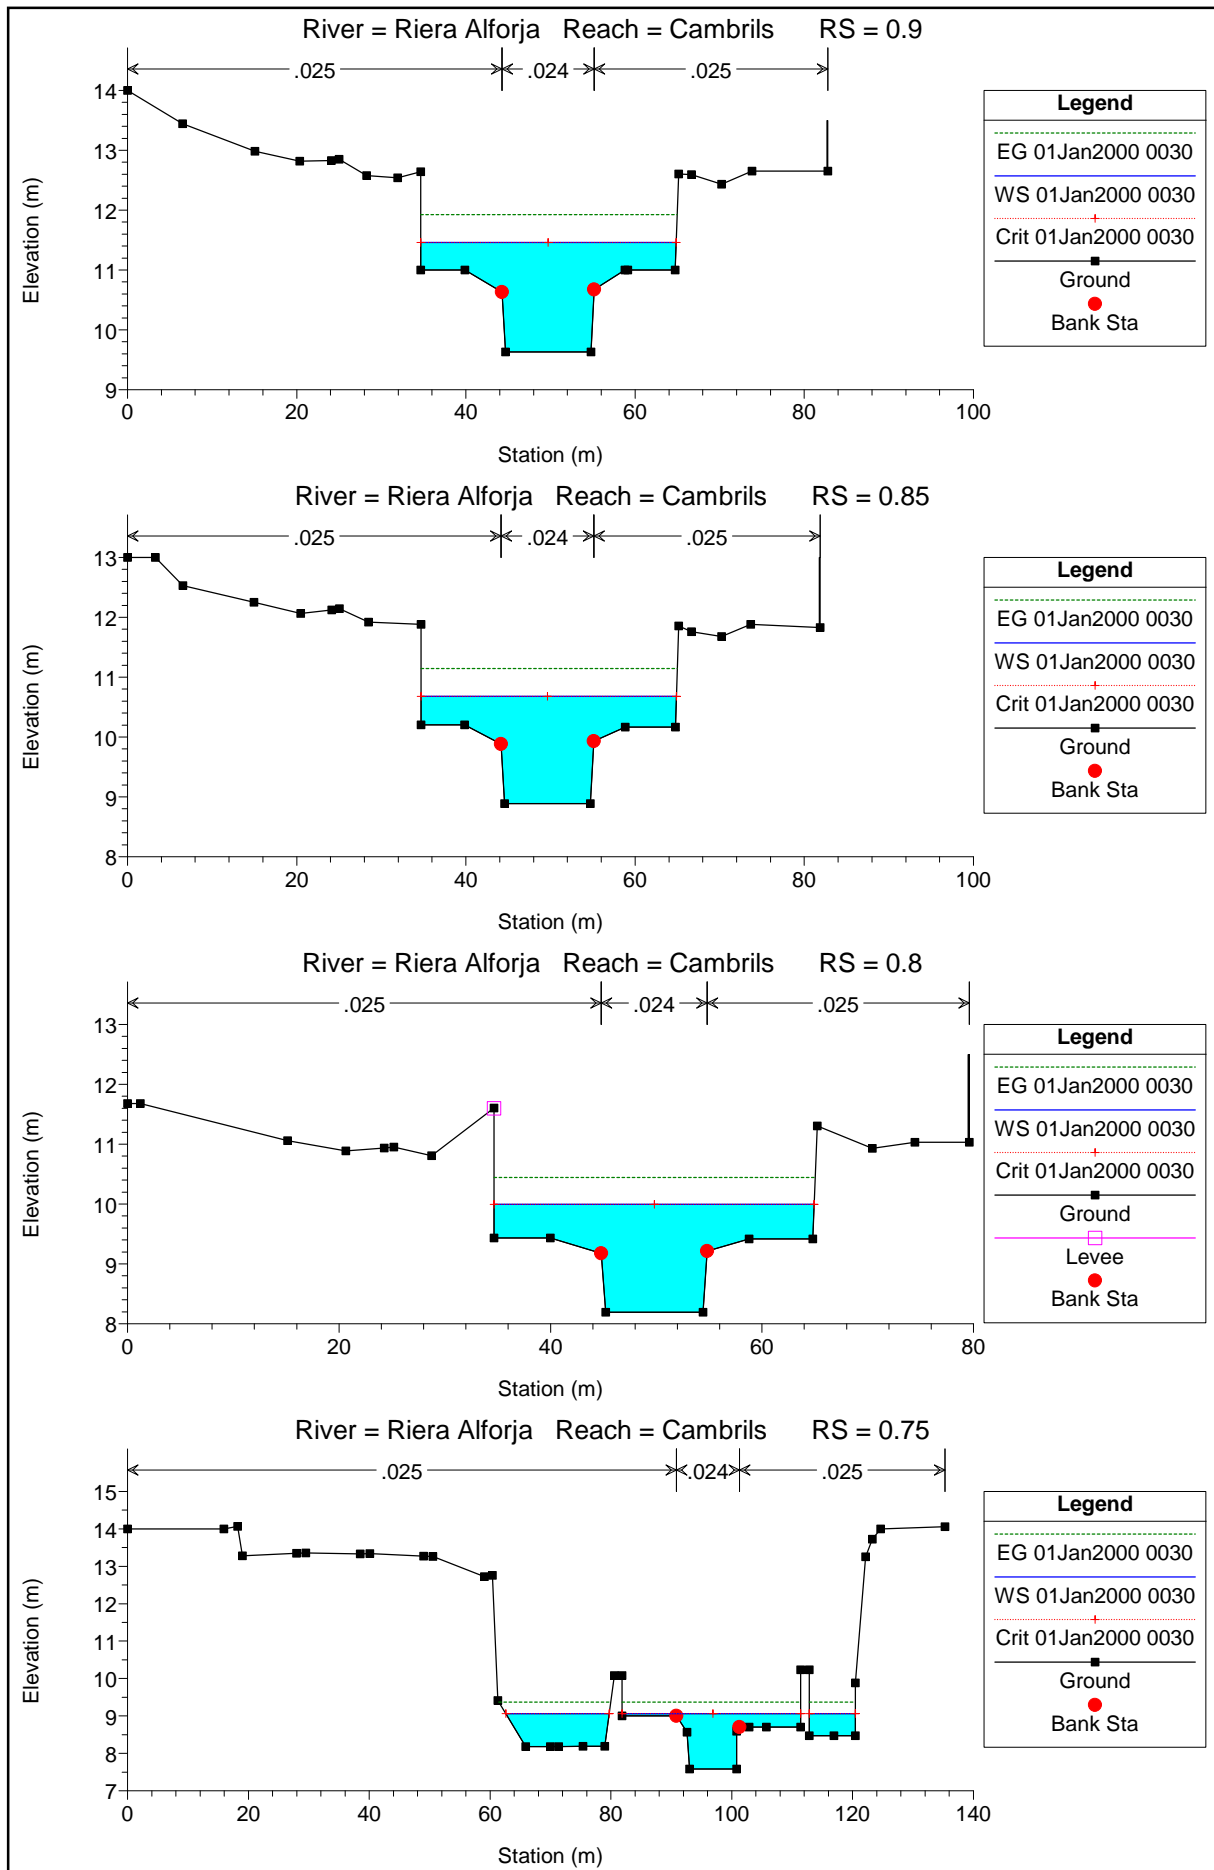 River = Riera Alforja Reach = Cambrils RS = 0.9
.025 .024 .025
14
13
12
11
10
9
Elevation (m)
0 20 40 60 80 100
Station (m)
Legend
EG 01Jan2000 0030
WS 01Jan2000 0030
Crit 01Jan2000 0030
Ground
Bank Sta
River = Riera Alforja Reach = Cambrils RS = 0.85
.025 .024 .025
13
12
11
10
9
8
Elevation (m)
0 20 40 60 80 100
Station (m)
Legend
EG 01Jan2000 0030
WS 01Jan2000 0030
Crit 01Jan2000 0030
Ground
Bank Sta
River = Riera Alforja Reach = Cambrils RS = 0.8
.025 .024 .025
13
12
11
10
9
8
Elevation (m)
0 20 40 60 80
Station (m)
Legend
EG 01Jan2000 0030
WS 01Jan2000 0030
Crit 01Jan2000 0030
Ground
Levee
Bank Sta
River = Riera Alforja Reach = Cambrils RS = 0.75
.025 .024 .025
15
14
13
12
11
10
9
8
7
Elevation (m)
0 20 40 60 80 100 120 140
Station (m)
Legend
EG 01Jan2000 0030
WS 01Jan2000 0030
Crit 01Jan2000 0030
Ground
Bank Sta